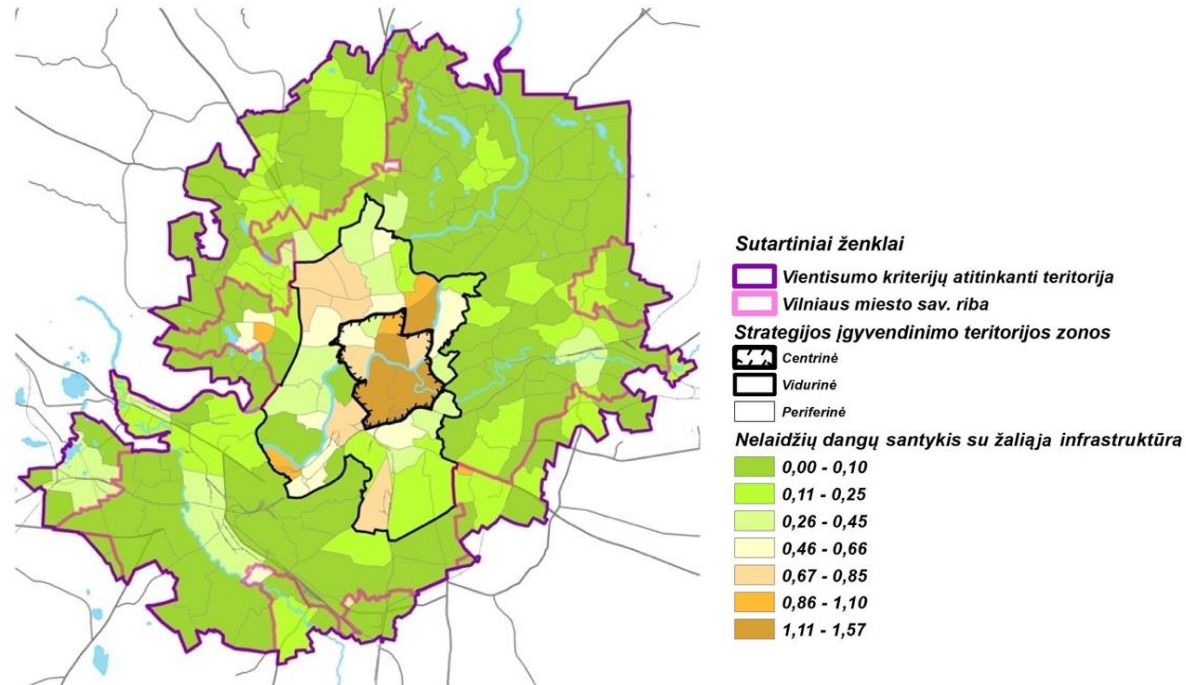 Sutartiniai ženklai
Vientisumo kriterijų atitinkanti teritorija
Vilniaus miesto sav. riba
Strategijos įgyvendinimo teritorijos zonos
Centrinė
Vidurinė
Periferinė
Nelaidžių dangų santykis su žaliąja infrastruktūra
0,00 - 0,10
0,11 - 0,25
0,26 - 0,45
0,46 - 0,66
0,67 - 0,85
0,86 - 1,10
1,11 - 1,57